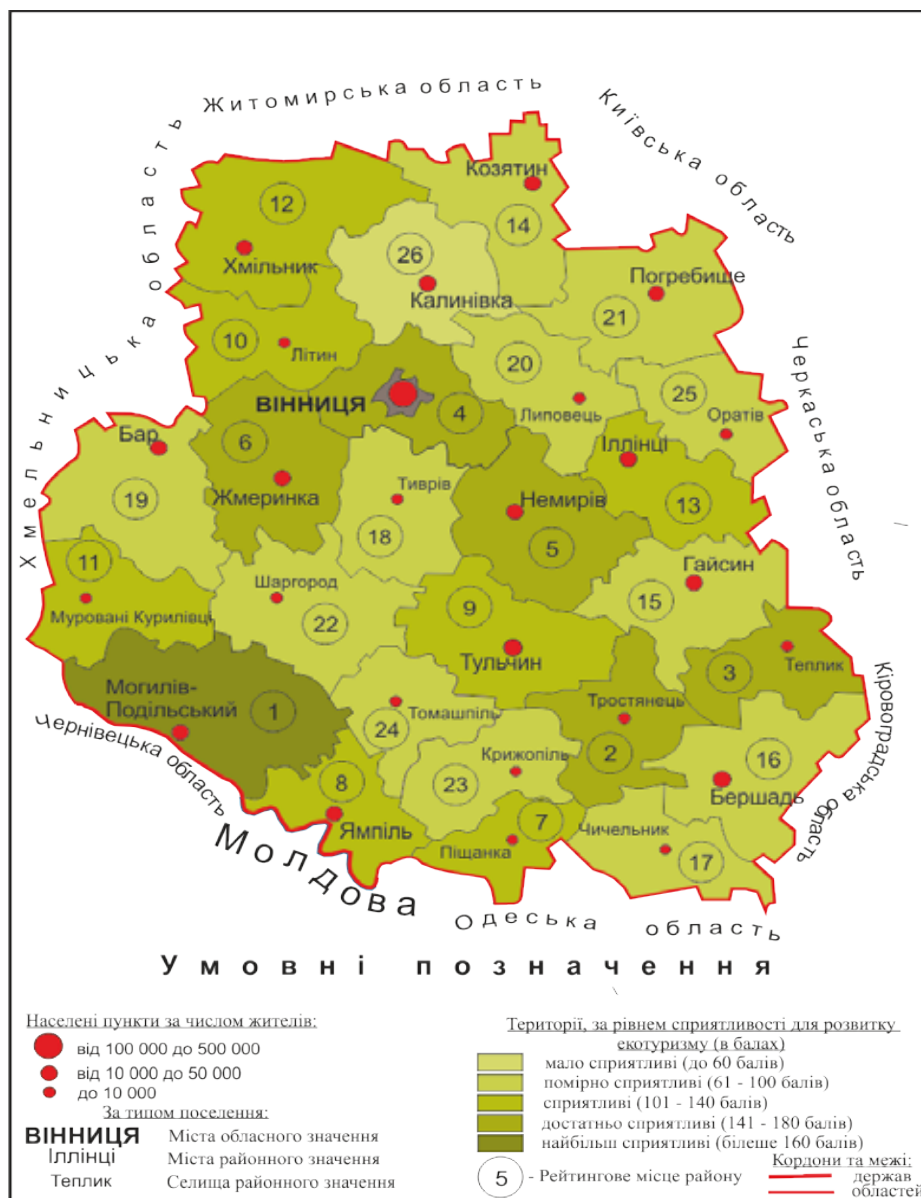 Житомирська область
Київська область
Хмельницька область
Черкаська область
Козятин
12
14
Хмільник
26
Калинівка
Погребище
21
10
Літин
20
ВІННИЦЯ
4
Липовець
25
Оратів
Бар
6
Іллінці
Жмеринка
Тиврів
Немирів
13
19
18
5
11
Гайсин
Шаргород
9
15
Муровані Курилівці
22
Тульчин
3
Теплик
Могилів-
Подільський
1
Томашпіль
Тростянець
Кіровоградська область
24
Крижопіль
2
16
Чернівецька область
8
23
Бершадь
Ямпіль
7
Чичельник
Піщанка
17
Молдова
Одеська область
Умовні позначення
Населені пункти за числом жителів:
від 100 000 до 500 000
від 10 000 до 50 000
до 10 000
За типом поселення:
ВІННИЦЯ Міста обласного значення
Іллінці Міста районного значення
Теплик Селища районного значення
Території, за рівнем сприятливості для розвитку
екотуризму (в балах)
мало сприятливі (до 60 балів)
помірно сприятливі (61 - 100 балів)
сприятливі (101 - 140 балів)
достатньо сприятливі (141 - 180 балів)
найбільш сприятливі (білеше 160 балів)
5 - Рейтингове місце району
Кордони та межі:
держав
областей